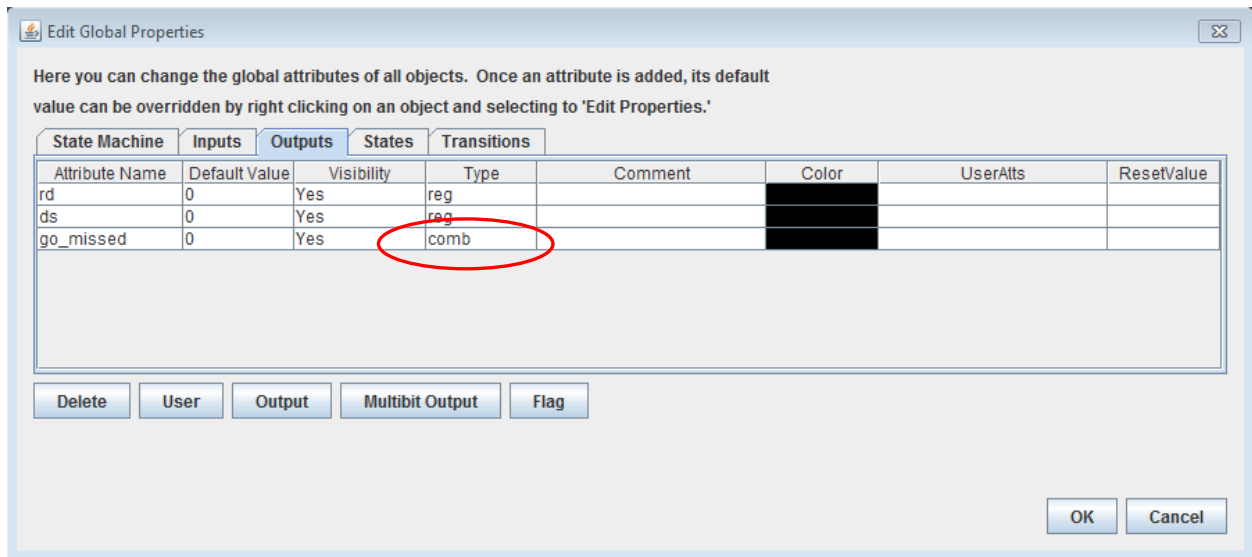 Edit Global Properties
Here you can change the global attributes of all objects. Once an attribute is added, its default
value can be overridden by right clicking on an object and selecting to 'Edit Properties.'
State Machine Inputs Outputs States Transitions
Attribute Name Default Value Visibility Type Comment Color UserAtts ResetValue
rd 0 Yes reg
ds 0 Yes reg
go_missed 0 Yes comb
Delete User Output Multibit Output Flag
OK Cancel